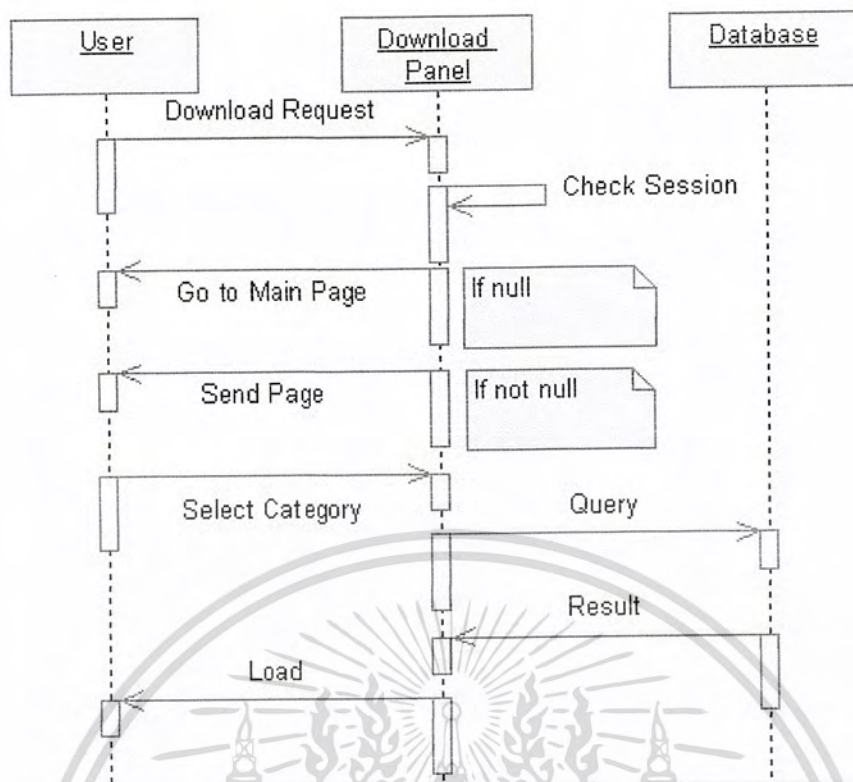 User
Download
Panel
Database
Download Request
Check Session
Go to Main Page
If null
Send Page
If not null
Select Category
Query
Result
Load